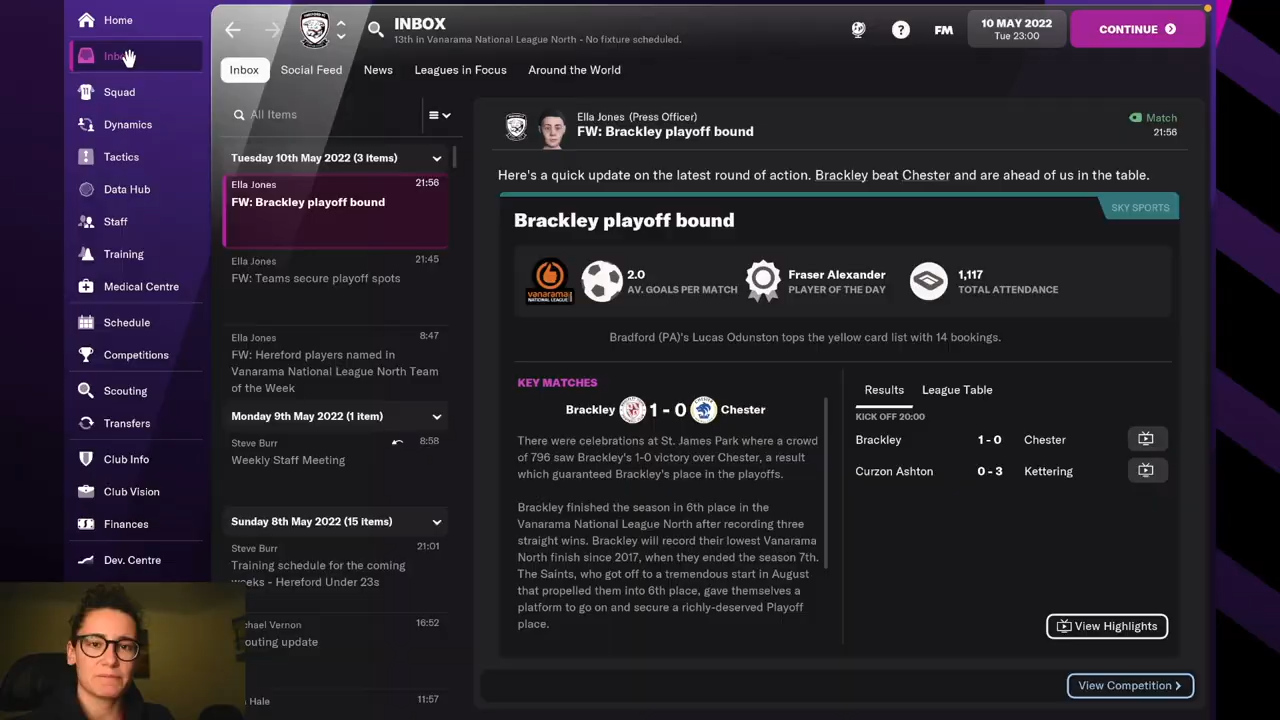 Home
Inbox
Squad
Dynamics
Tactics
Data Hub
Staff
Training
Medical Centre
Schedule
Competitions
Scouting
Transfers
Club Info
Club Vision
Finances
Dev. Centre
INBOX
13th in Vanarama National League North - No fixture scheduled.
FM
10 MAY 2022
Tue 23:00
CONTINUE
Inbox
Social Feed
News
Leagues in Focus
Around the World
All Items
Tuesday 10th May 2022 (3 items)
Ella Jones 21:56
FW: Brackley playoff bound
Ella Jones 21:45
FW: Teams secure playoff spots
Ella Jones 8:47
FW: Hereford players named in
Vanarama National League North Team
of the Week
Monday 9th May 2022 (1 item)
Steve Burr 8:58
Weekly Staff Meeting
Sunday 8th May 2022 (15 items)
Steve Burr 21:01
Training schedule for the coming
weeks - Hereford Under 23s
Vernon 16:52
update
Hale 11:57
Ella Jones (Press Officer)
FW: Brackley playoff bound
Match
21:56
Here's a quick update on the latest round of action. Brackley beat Chester and are ahead of us in the table.
SKY SPORTS
Brackley playoff bound
vanarama
NATIONAL LEAGUE
2.0
AV. GOALS PER MATCH
Fraser Alexander
PLAYER OF THE DAY
1,117
TOTAL ATTENDANCE
Bradford (PA)'s Lucas Odunston tops the yellow card list with 14 bookings.
KEY MATCHES
Brackley 1 - 0 Chester
There were celebrations at St. James Park where a crowd
of 796 saw Brackley's 1-0 victory over Chester, a result
which guaranteed Brackley's place in the playoffs.
Brackley finished the season in 6th place in the
Vanarama National League North after recording three
straight wins. Brackley will record their lowest Vanarama
North finish since 2017, when they ended the season 7th.
The Saints, who got off to a tremendous start in August
that propelled them into 6th place, gave themselves a
platform to go on and secure a richly-deserved Playoff
place.
Results
League Table
KICK OFF 20:00
Brackley 1-0 Chester
Curzon Ashton 0 - 3 Kettering
View Highlights
View Competition